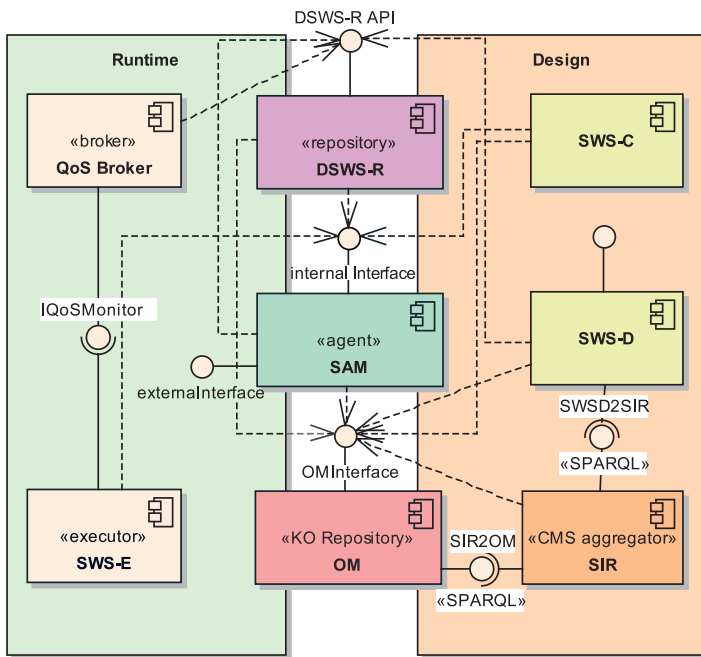 DSWS-R API
Runtime
Design
«broker»
QoS Broker
«repository»
DSWS-R
SWS-C
internal Interface
IQoSMonitor
«agent»
SAM
SWS-D
externalInterface
SWSD2SIR
«SPARQL»
OMInterface
«executor»
SWS-E
«KO Repository»
OM
SIR2OM
«SPARQL»
«CMS aggregator»
SIR